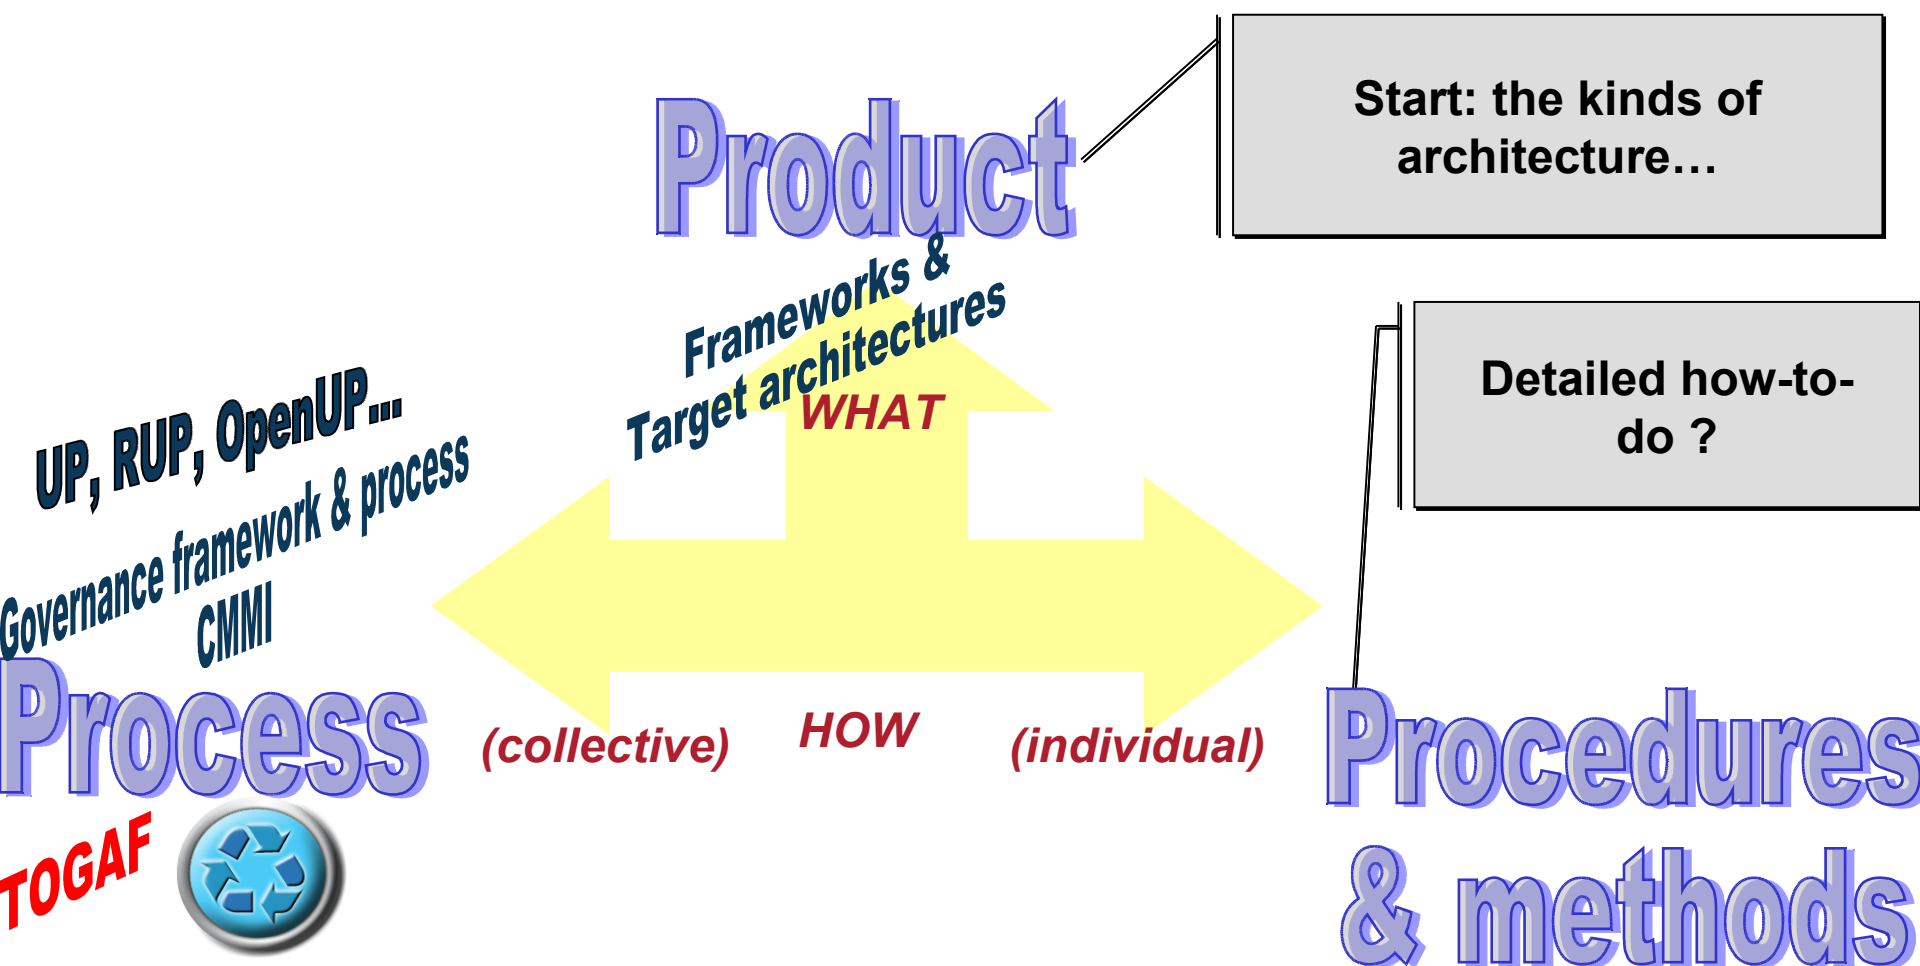 Start: the kinds of
architecture…
Product
Frameworks &
Target architectures
WHAT
Detailed how-to-
do ?
UP, RUP, OpenUP...
Governance framework & process
CMMI
Process
(collective)
HOW
(individual)
Procedures
& methods
TOGAF